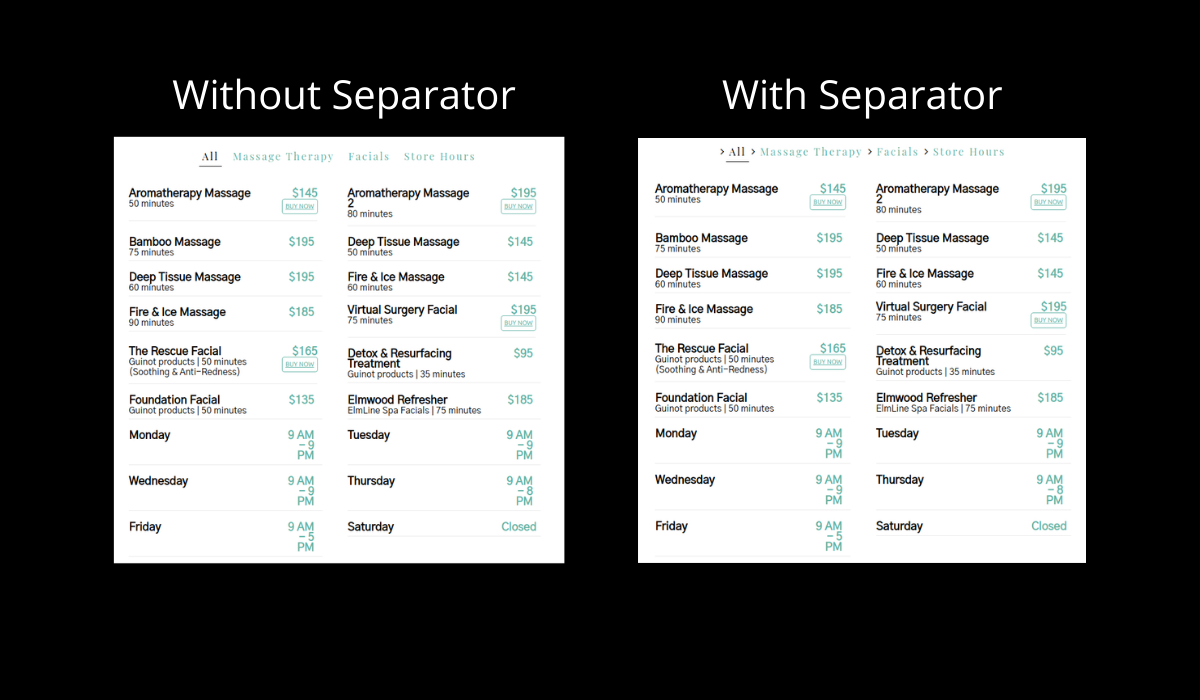 Without Separator
All Massage Therapy Facials Store Hours
Aromatherapy Massage $145
50 minutes BUY NOW
Aromatherapy Massage $195
2 BUY NOW
80 minutes
Bamboo Massage $195
75 minutes
Deep Tissue Massage $145
50 minutes
Deep Tissue Massage $195
60 minutes
Fire & Ice Massage $145
60 minutes
Fire & Ice Massage $185
90 minutes
Virtual Surgery Facial $195
75 minutes BUY NOW
The Rescue Facial $165
Guinot products | 50 minutes BUY NOW
(Soothing & Anti-Redness)
Detox & Resurfacing $95
Treatment
Guinot products | 35 minutes
Foundation Facial $135
Guinot products | 50 minutes
Elmwood Refresher $185
ElmLine Spa Facials | 75 minutes
Monday 9 AM
– 9
PM
Tuesday 9 AM
– 9
PM
Wednesday 9 AM
– 9
PM
Thursday 9 AM
– 8
PM
Friday 9 AM
– 5
PM
Saturday Closed
With Separator
> All > Massage Therapy > Facials > Store Hours
Aromatherapy Massage $145
50 minutes BUY NOW
Aromatherapy Massage $195
2 BUY NOW
80 minutes
Bamboo Massage $195
75 minutes
Deep Tissue Massage $145
50 minutes
Deep Tissue Massage $195
60 minutes
Fire & Ice Massage $145
60 minutes
Fire & Ice Massage $185
90 minutes
Virtual Surgery Facial $195
75 minutes BUY NOW
The Rescue Facial $165
Guinot products | 50 minutes BUY NOW
(Soothing & Anti-Redness)
Detox & Resurfacing $95
Treatment
Guinot products | 35 minutes
Foundation Facial $135
Guinot products | 50 minutes
Elmwood Refresher $185
ElmLine Spa Facials | 75 minutes
Monday 9 AM
– 9
PM
Tuesday 9 AM
– 9
PM
Wednesday 9 AM
– 9
PM
Thursday 9 AM
– 8
PM
Friday 9 AM
– 5
PM
Saturday Closed